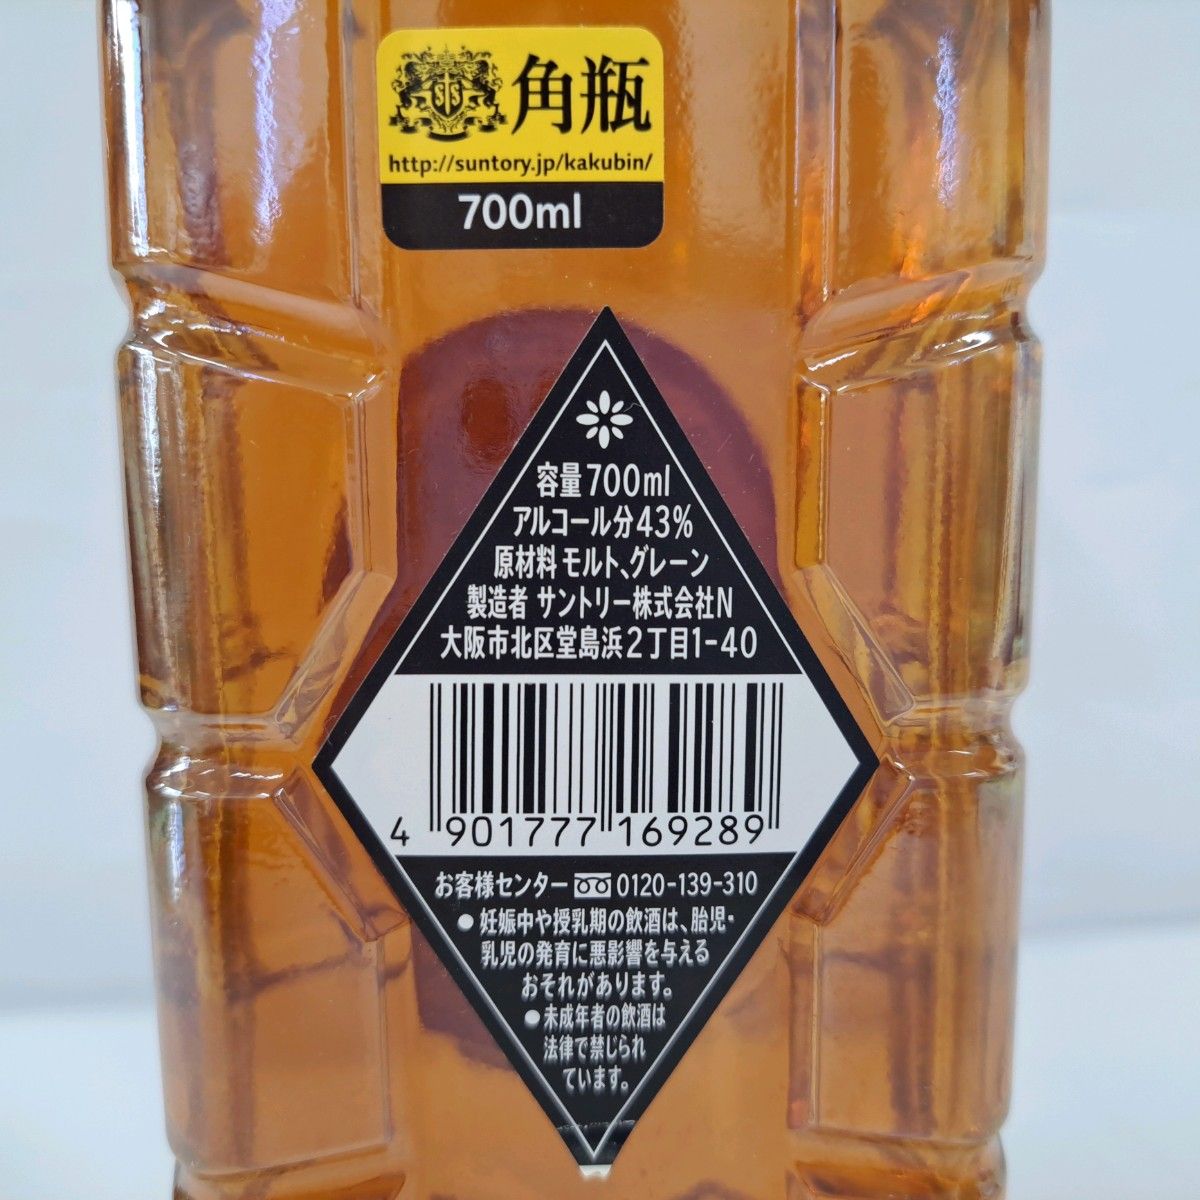 角瓶
http://suntory.jp/kakubin/
700ml
容量700ml
アルコール分43%
原材料 モルト、グレーン
製造者 サントリー株式会社N
大阪市北区堂島浜2丁目1-40
4 901777 169289
お客様センター 0120-139-310
● 妊娠中や授乳期の飲酒は、胎児・
乳児の発育に悪影響を与える
おそれがあります。
● 未成年者の飲酒は
法律で禁じられ
ています。